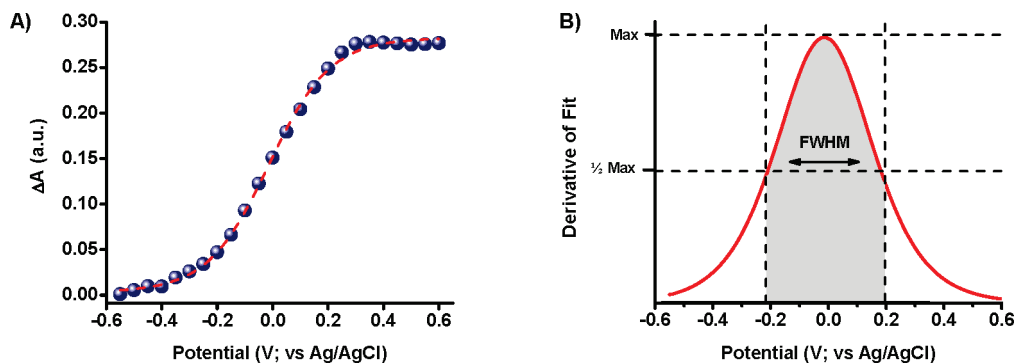 A)
0.30
0.25
0.20
0.15
0.10
0.05
0.00
ΔA (a.u.)
-0.6 -0.4 -0.2 0.0 0.2 0.4 0.6
Potential (V; vs Ag/AgCl)
B)
Max
½ Max
Derivative of Fit
FWHM
-0.6 -0.4 -0.2 0.0 0.2 0.4 0.6
Potential (V; vs Ag/AgCl)